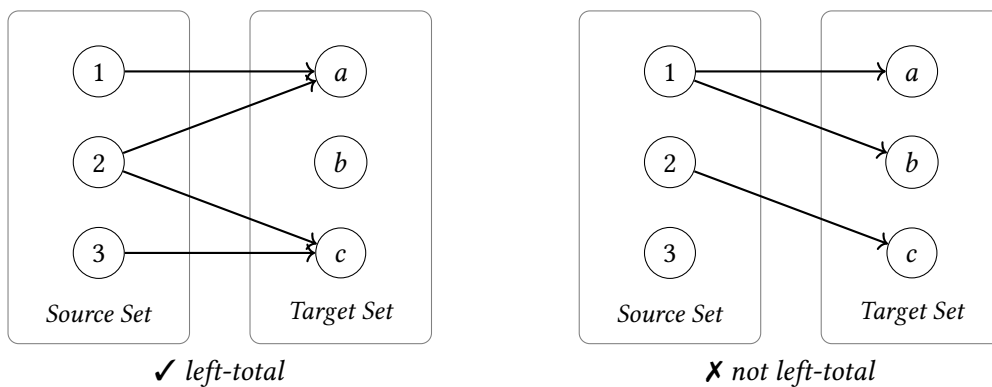 1
a
2
b
3
c
Source Set
Target Set
✓ left-total
1
a
2
b
3
c
Source Set
Target Set
✗ not left-total